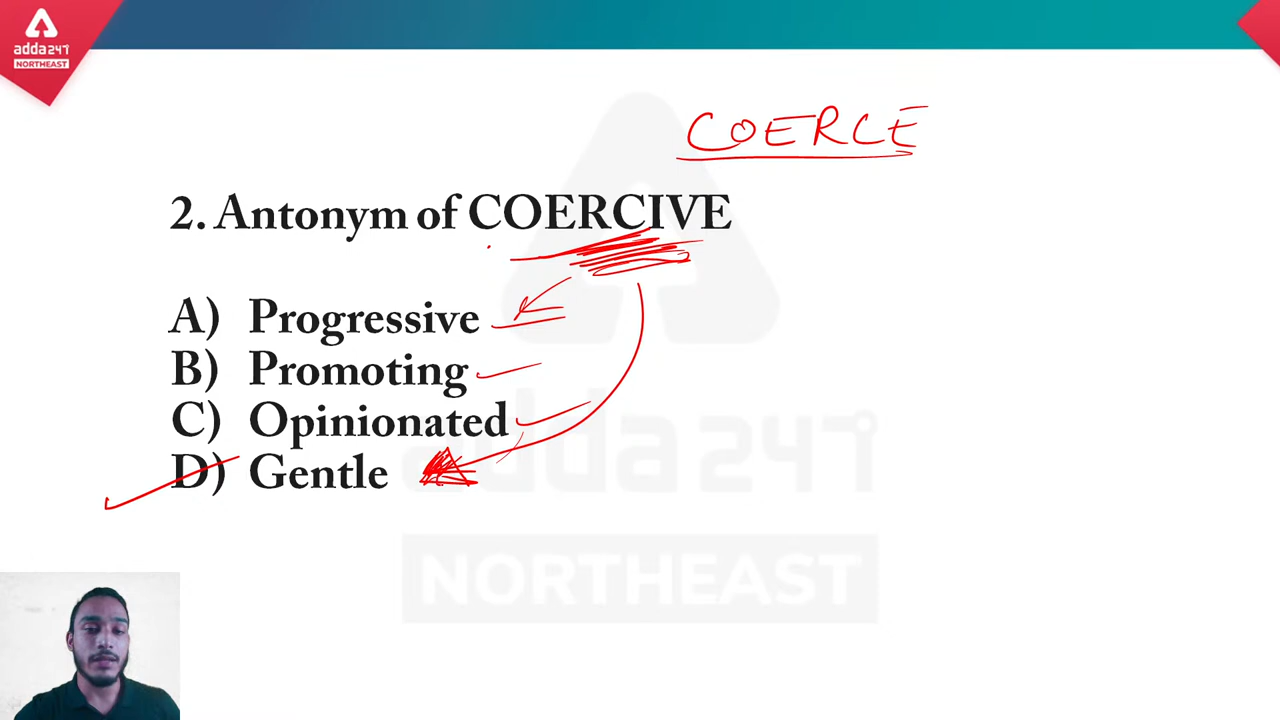 adda247
NORTHEAST
COERCE
2. Antonym of COERCIVE
A) Progressive
B) Promoting
C) Opinionated
D) Gentle
adda247
NORTHEAST